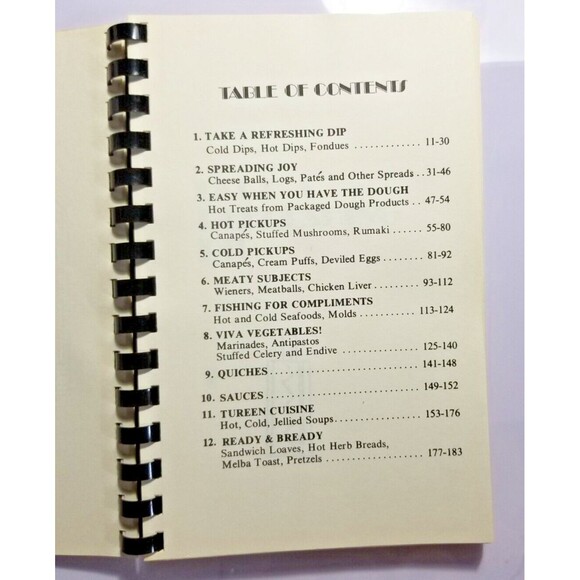 TABLE OF CONTENTS
1. TAKE A REFRESHING DIP
Cold Dips, Hot Dips, Fondues ............. 11-30
2. SPREADING JOY
Cheese Balls, Logs, Patés and Other Spreads .. 31-46
3. EASY WHEN YOU HAVE THE DOUGH
Hot Treats from Packaged Dough Products .. 47-54
4. HOT PICKUPS
Canapés, Stuffed Mushrooms, Rumaki ..... 55-80
5. COLD PICKUPS
Canapés, Cream Puffs, Deviled Eggs ....... 81-92
6. MEATY SUBJECTS
Wieners, Meatballs, Chicken Liver ........ 93-112
7. FISHING FOR COMPLIMENTS
Hot and Cold Seafoods, Molds .......... 113-124
8. VIVA VEGETABLES!
Marinades, Antipastos
Stuffed Celery and Endive ............. 125-140
9. QUICHES ......................... 141-148
10. SAUCES .......................... 149-152
11. TUREEN CUISINE
Hot, Cold, Jellied Soups .............. 153-176
12. READY & BREADY
Sandwich Loaves, Hot Herb Breads,
Melba Toast, Pretzels ................. 177-183